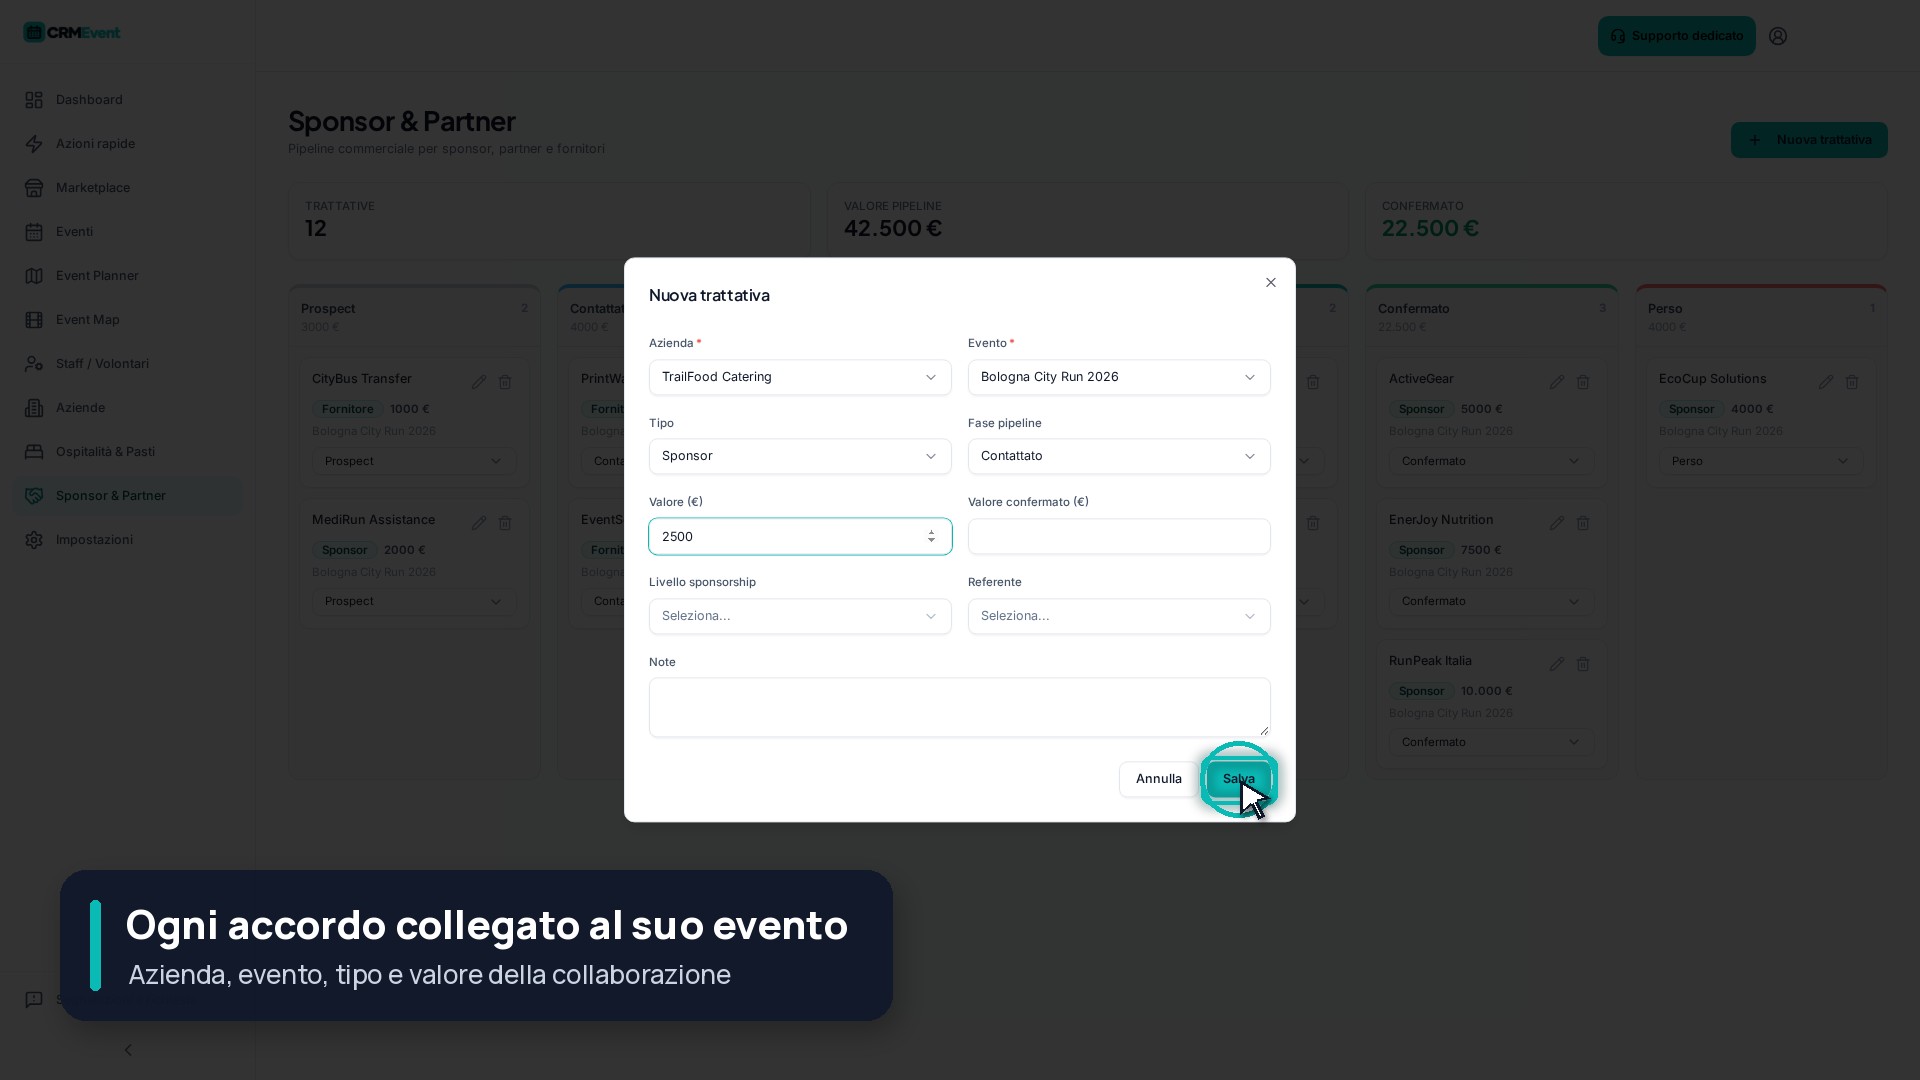 CRMEvent
Supporto dedicato
Dashboard
Azioni rapide
Marketplace
Eventi
Event Planner
Event Map
Staff / Volontari
Aziende
Ospitalità & Pasti
Sponsor & Partner
Impostazioni
Sponsor & Partner
Pipeline commerciale per sponsor, partner e fornitori
Nuova trattativa
TRATTATIVE
12
VALORE PIPELINE
42.500 €
CONFERMATO
22.500 €
Prospect 2
3000 €
CityBus Transfer
Fornitore 1000 €
Bologna City Run 2026
Prospect
MediRun Assistance
Sponsor 2000 €
Bologna City Run 2026
Prospect
4000 €
2
Confermato 3
22.500 €
ActiveGear
Sponsor 5000 €
Bologna City Run 2026
Confermato
EnerJoy Nutrition
Sponsor 7500 €
Bologna City Run 2026
Confermato
RunPeak Italia
Sponsor 10.000 €
Bologna City Run 2026
Confermato
Perso 1
4000 €
EcoCup Solutions
Sponsor 4000 €
Bologna City Run 2026
Perso
Nuova trattativa
Azienda * Evento *
TrailFood Catering Bologna City Run 2026
Tipo Fase pipeline
Sponsor Contattato
Valore (€) Valore confermato (€)
2500
Livello sponsorship Referente
Seleziona... Seleziona...
Note
Annulla Salva
Ogni accordo collegato al suo evento
Azienda, evento, tipo e valore della collaborazione